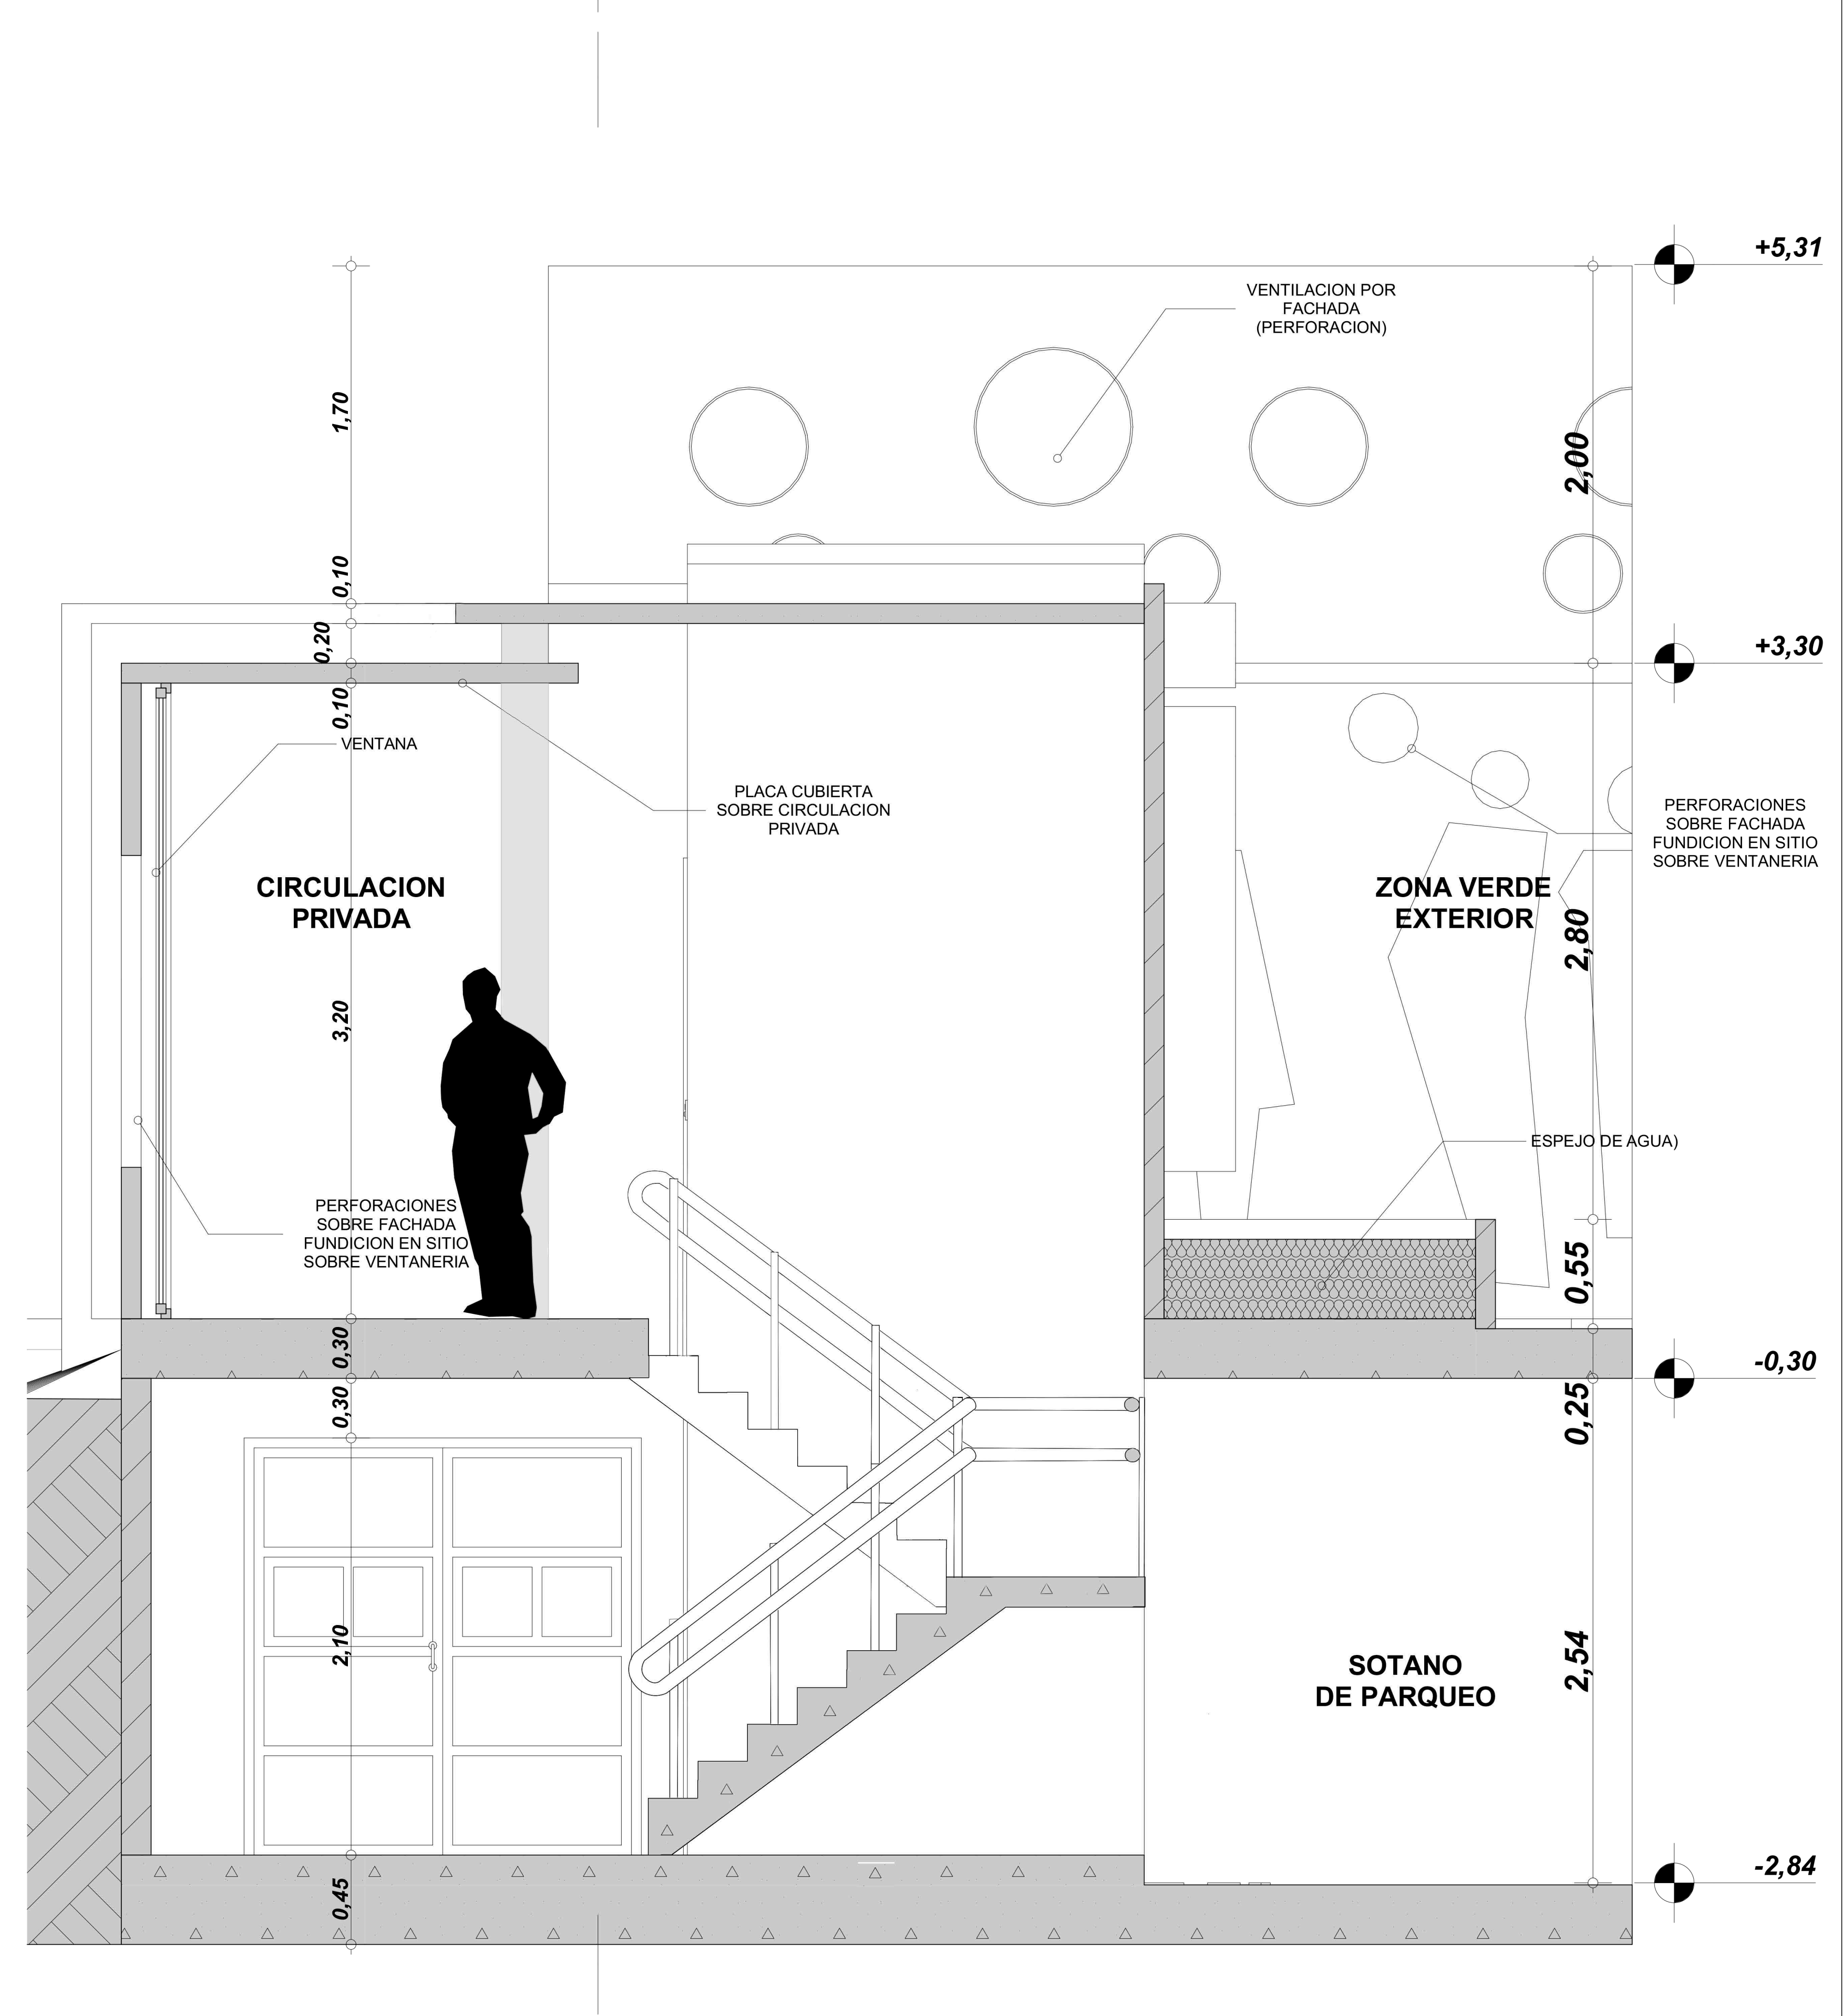 +5,31
VENTILACION POR
FACHADA
(PERFORACION)
1,70
2,00
0,10
0,20
+3,30
0,10
VENTANA
PLACA CUBIERTA
SOBRE CIRCULACION
PRIVADA
PERFORACIONES
SOBRE FACHADA
FUNDICION EN SITIO
SOBRE VENTANERIA
CIRCULACION
PRIVADA
ZONA VERDE
EXTERIOR
2,80
3,20
ESPEJO DE AGUA)
PERFORACIONES
SOBRE FACHADA
FUNDICION EN SITIO
SOBRE VENTANERIA
0,55
0,30
-0,30
0,30
0,25
2,10
2,54
SOTANO
DE PARQUEO
-2,84
0,45